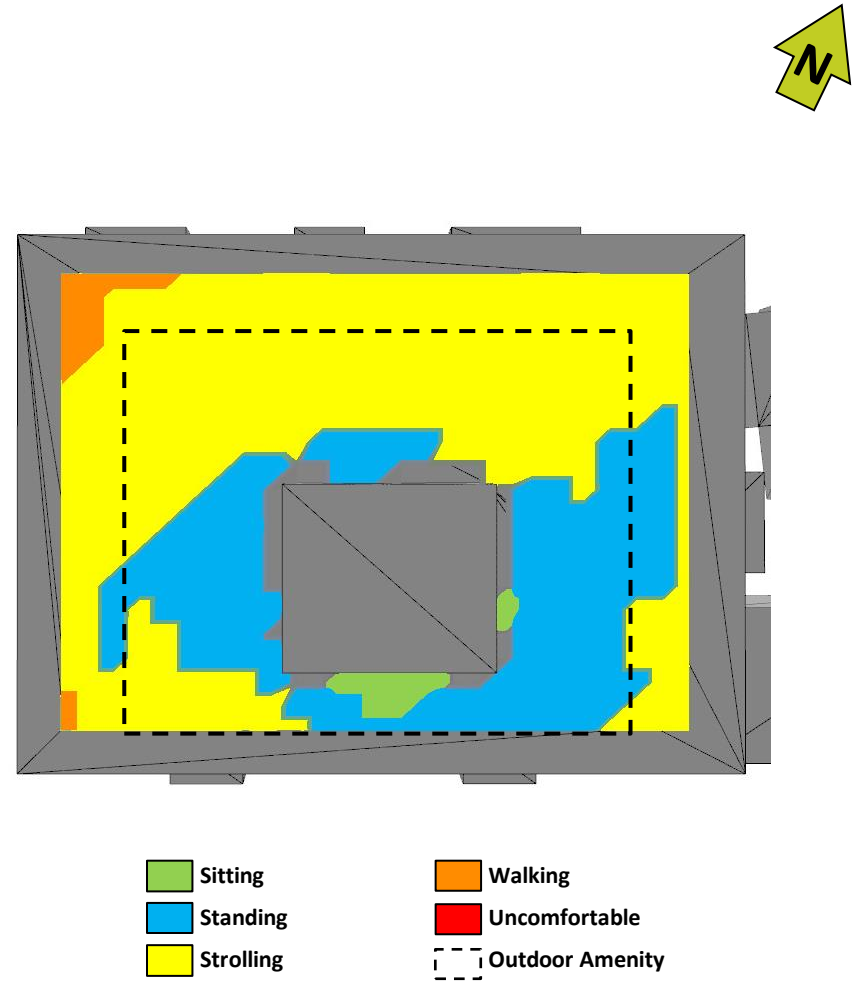 N
Sitting
Walking
Standing
Uncomfortable
Strolling
Outdoor Amenity